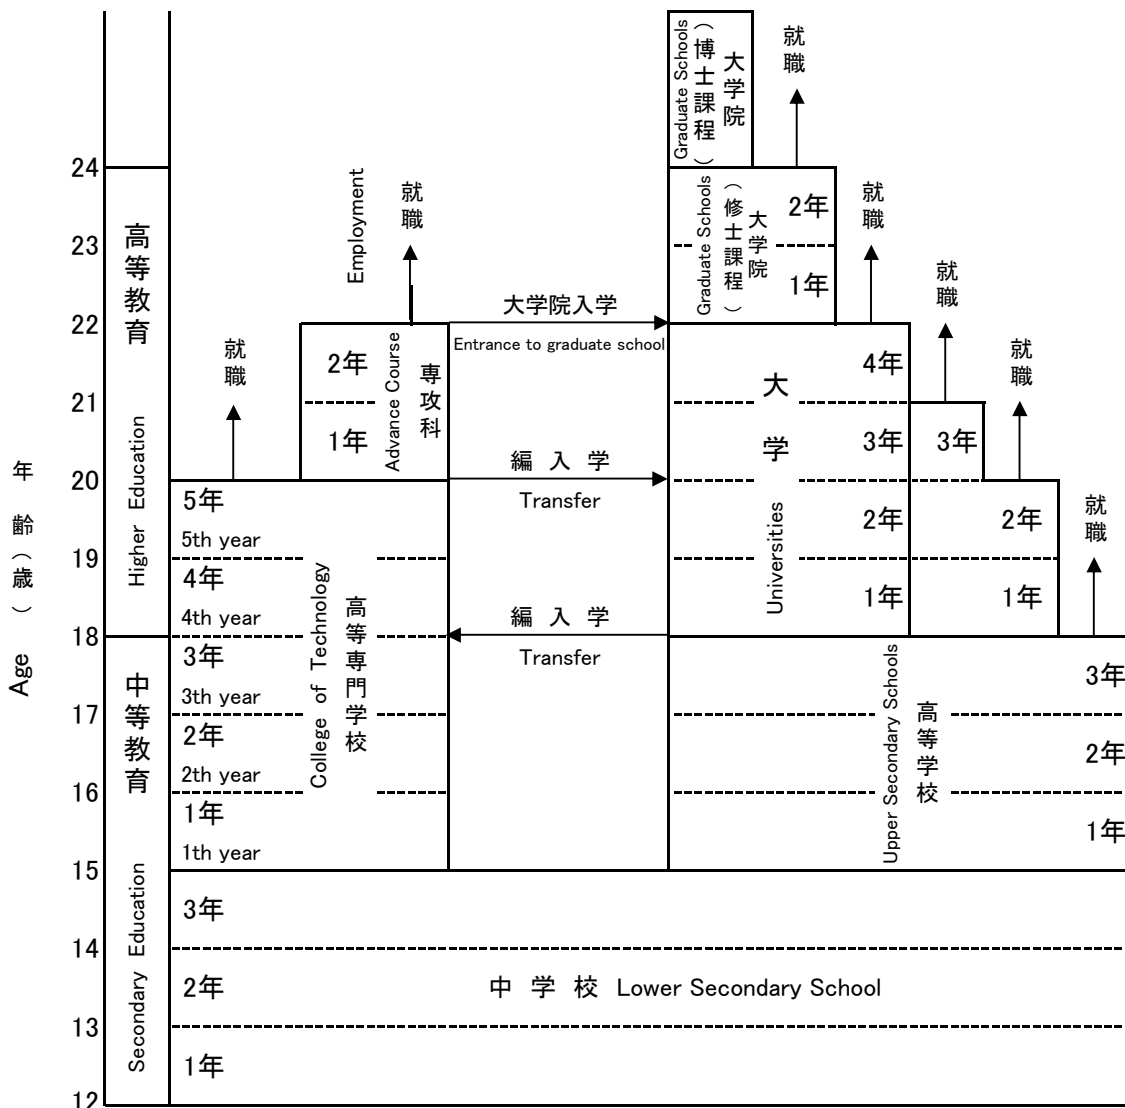 年齢(歳)
Age
24
23
22
21
20
19
18
17
16
15
14
13
12
高等教育
Higher Education
中等教育
Secondary Education
就職
Employment
就職
2年
1年
Advance Course
専攻科
5年
5th year
4年
4th year
3年
3th year
2年
2th year
1年
1th year
College of Technology
高等専門学校
大学院入学
Entrance to graduate school
編入学
Transfer
編入学
Transfer
Graduate Schools
(博士課程)
大学院
就職
Graduate Schools
(修士課程)
大学院
2年
1年
就職
大学
Universities
4年
3年
2年
1年
就職
3年
就職
2年
1年
就職
Upper Secondary Schools
高等学校
3年
2年
1年
3年
2年
1年
中学校 Lower Secondary School